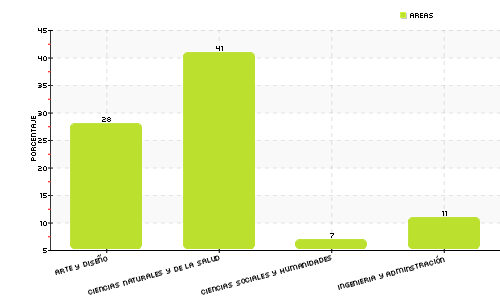 AREAS
45
40
35
30
25
20
15
10
5
PORCENTAJE
28
41
7
11
ARTE Y DISEÑO
CIENCIAS NATURALES Y DE LA SALUD
CIENCIAS SOCIALES Y HUMANIDADES
INGENIERIA Y ADMINSTRACIÓN